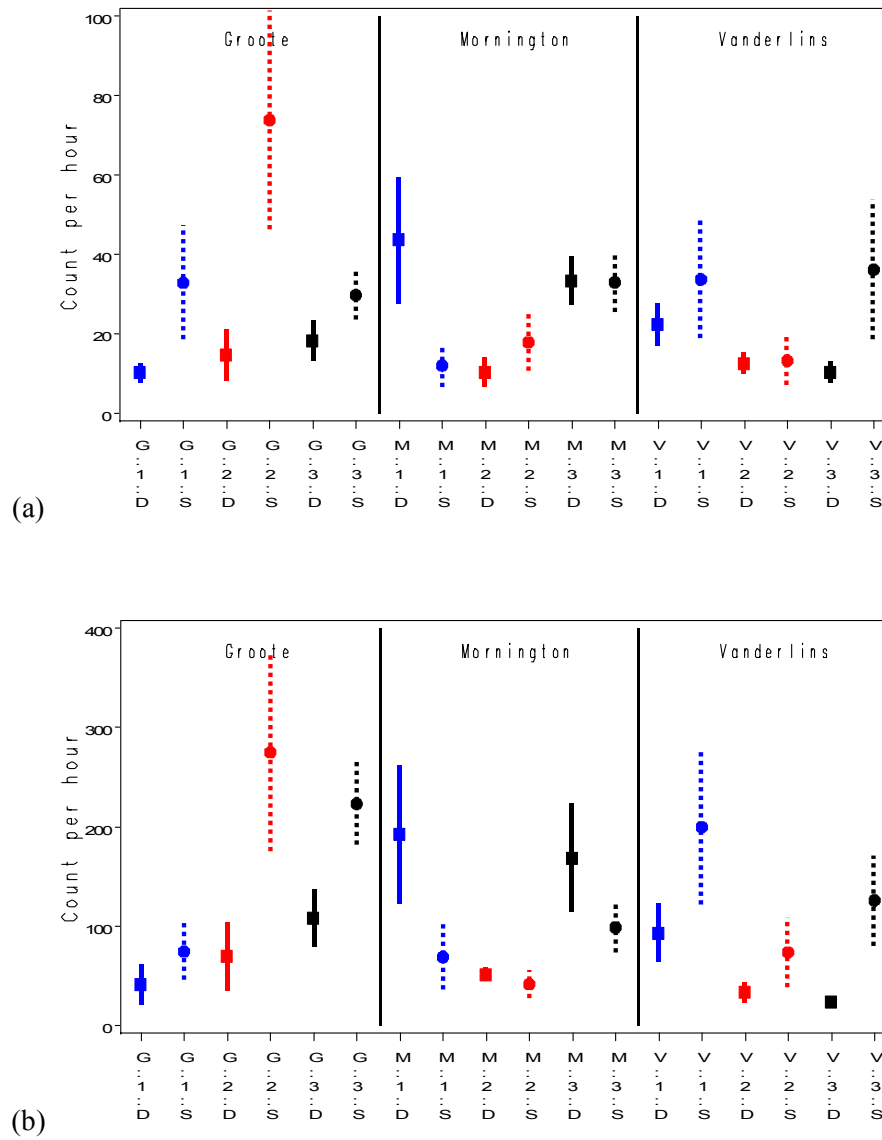 100
80
60
40
20
0
Count per hour
Groote
Mornington
Vanderlins
G::1::D
G::1::S
G::2::D
G::2::S
G::3::D
G::3::S
M::1::D
M::1::S
M::2::D
M::2::S
M::3::D
M::3::S
V::1::D
V::1::S
V::2::D
V::2::S
V::3::D
V::3::S
(a)
400
300
200
100
0
Count per hour
Groote
Mornington
Vanderlins
G::1::D
G::1::S
G::2::D
G::2::S
G::3::D
G::3::S
M::1::D
M::1::S
M::2::D
M::2::S
M::3::D
M::3::S
V::1::D
V::1::S
V::2::D
V::2::S
V::3::D
V::3::S
(b)